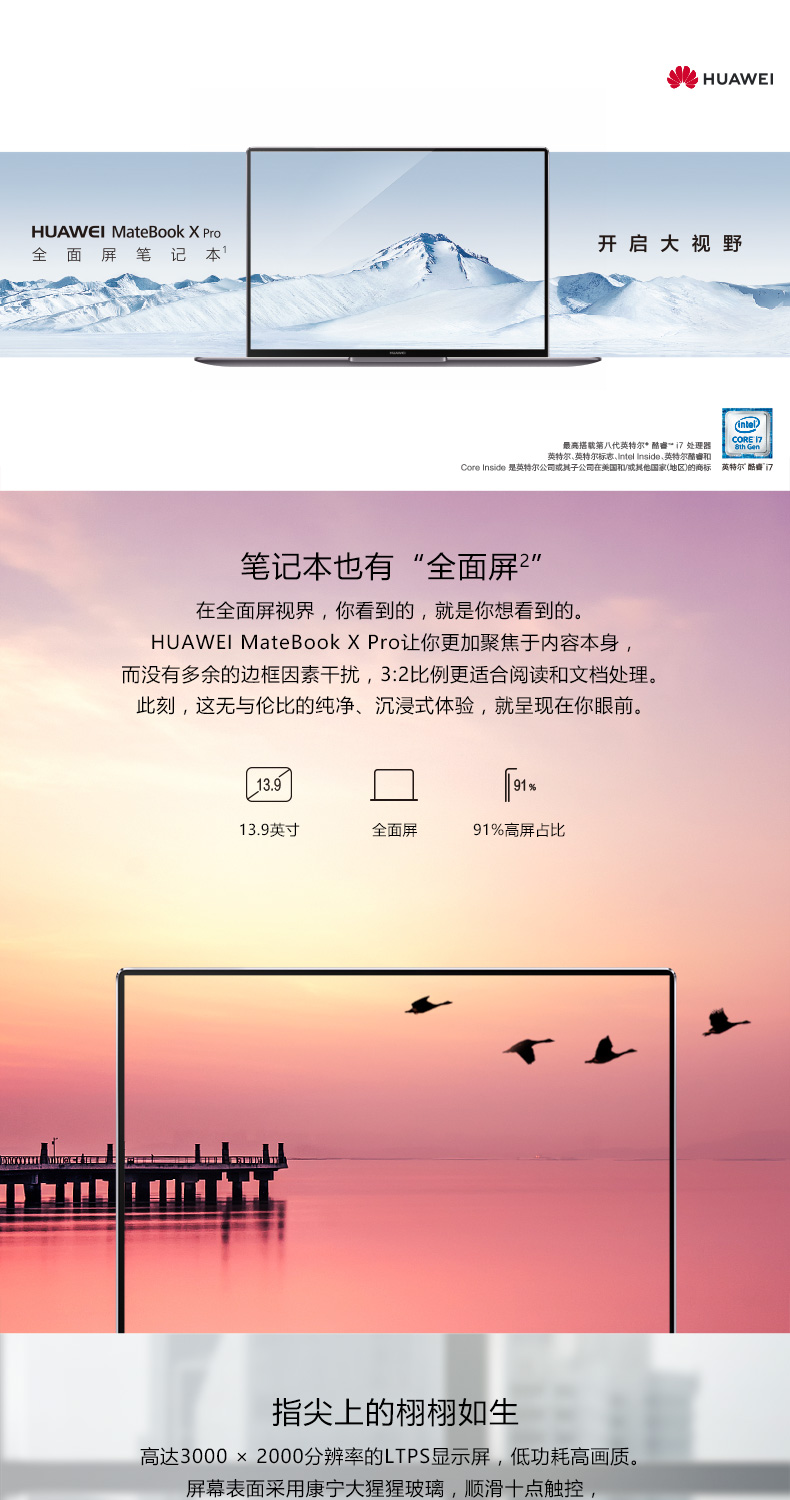 HUAWEI
HUAWEI MateBook X Pro
全面屏笔记本1
开启大视野
HUAWEI
intel
CORE i7
8th Gen
最高搭载第八代英特尔® 酷睿™ i7 处理器
英特尔、英特尔标志、Intel Inside、英特尔酷睿和
Core Inside 是英特尔公司或其子公司在美国和/或其他国家(地区)的商标
英特尔® 酷睿™ i7
笔记本也有“全面屏2”
在全面屏视界，你看到的，就是你想看到的。
HUAWEI MateBook X Pro让你更加聚焦于内容本身，
而没有多余的边框因素干扰，3:2比例更适合阅读和文档处理。
此刻，这无与伦比的纯净、沉浸式体验，就呈现在你眼前。
13.9
91%
13.9英寸
全面屏
91%高屏占比
指尖上的栩栩如生
高达3000 × 2000分辨率的LTPS显示屏，低功耗高画质。
屏幕表面采用康宁大猩猩玻璃，顺滑十点触控，